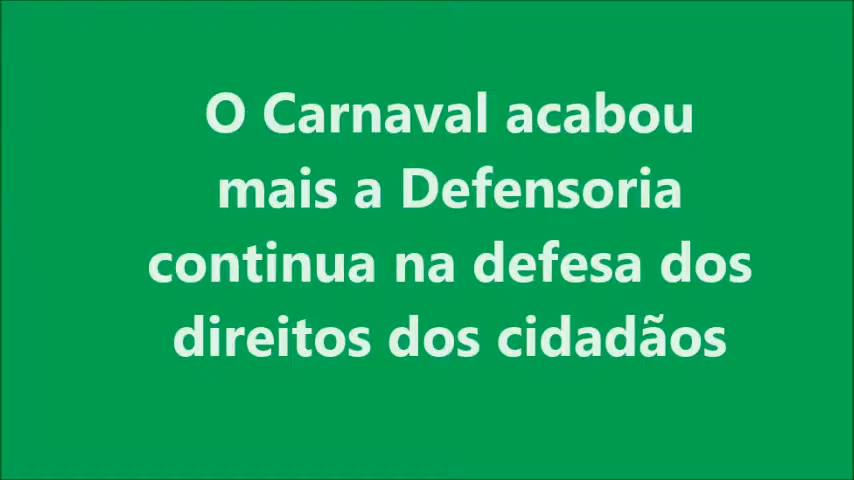 O Carnaval acabou
mais a Defensoria
continua na defesa dos
direitos dos cidadãos